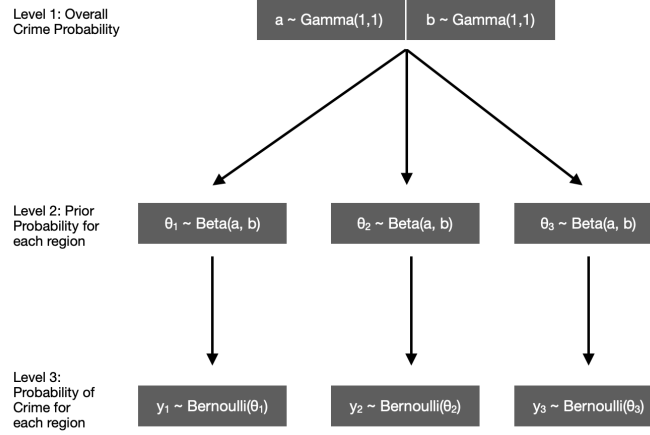 Level 1: Overall
Crime Probability
a ~ Gamma(1,1)
b ~ Gamma(1,1)
Level 2: Prior
Probability for
each region
θ₁ ~ Beta(a, b)
θ₂ ~ Beta(a, b)
θ₃ ~ Beta(a, b)
Level 3:
Probability of
Crime for
each region
y₁ ~ Bernoulli(θ₁)
y₂ ~ Bernoulli(θ₂)
y₃ ~ Bernoulli(θ₃)